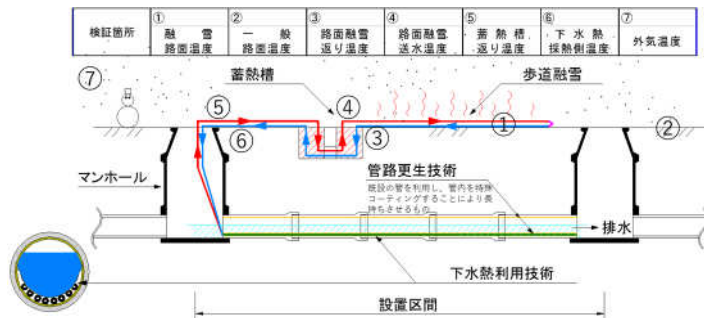 検証箇所
① 融雪
路面温度
② 一般
路面温度
③ 路面融雪
返り温度
④ 路面融雪
送水温度
⑤ 蓄熱槽
返り温度
⑥ 下水熱
採熱側温度
⑦
外気温度
⑦
蓄熱槽
歩道融雪
⑤
④
①
②
⑥
③
マンホール
管路更生技術
既設の管を利用し、管内を特殊
コーティングすることにより長
持ちさせるもの
排水
下水熱利用技術
設置区間